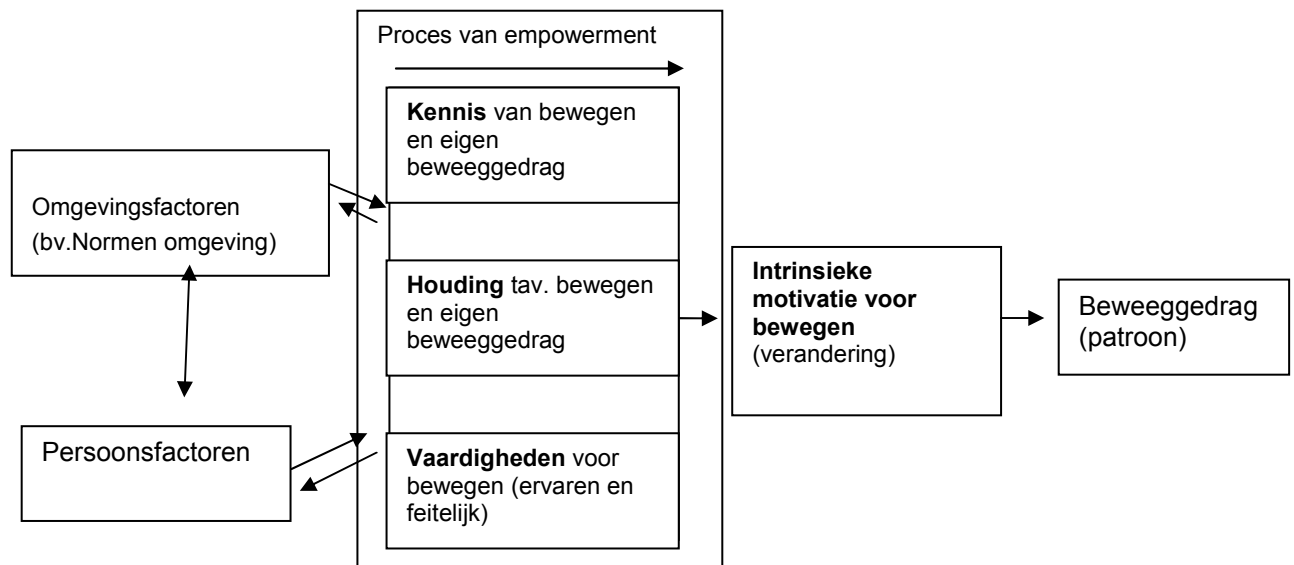 Proces van empowerment
Kennis van bewegen
en eigen
beweeggedrag
Omgevingsfactoren
(bv.Normen omgeving)
Houding tav. bewegen
en eigen
beweeggedrag
Intrinsieke
motivatie voor
bewegen
(verandering)
Beweeggedrag
(patroon)
Persoonsfactoren
Vaardigheden voor
bewegen (ervaren en
feitelijk)